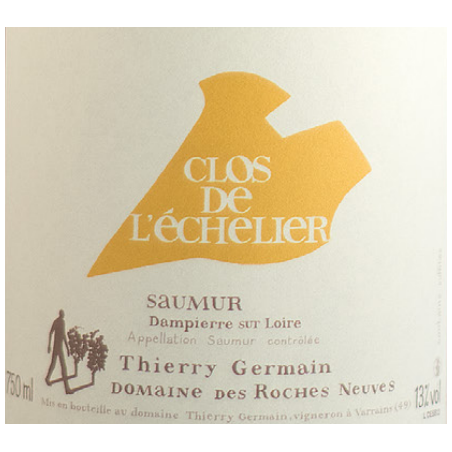 CLOS
DE
L'ÉCHELIER
SAUMUR
Dampierre sur Loire
Appellation Saumur contrôlée
Thierry Germain
DOMAINE DES ROCHES NEUVES
750 ml
13% vol
Mis en bouteille au domaine Thierry Germain, vigneron à Varrains (49)